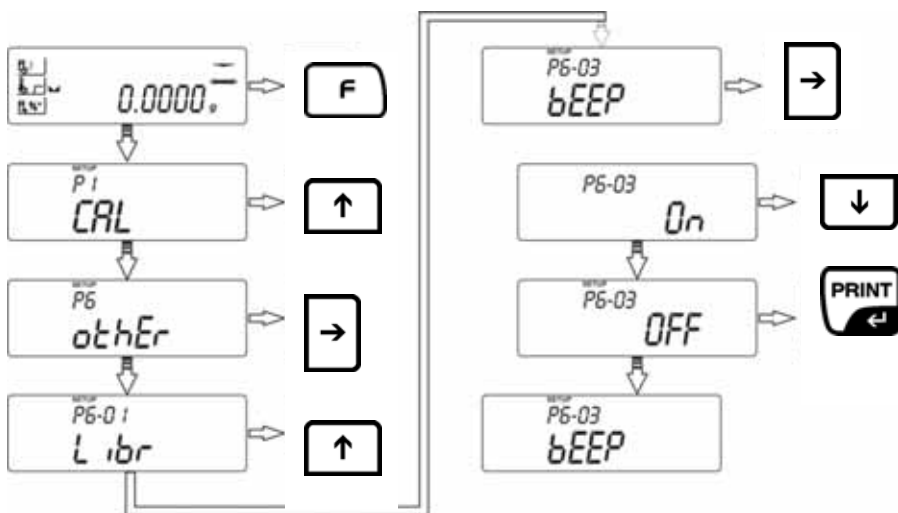 0.0000 g
F
SETUP
P1
CAL
↑
SETUP
P6
othEr
→
SETUP
P6-01
Libr
↑
SETUP
P6-03
bEEP
→
P6-03
On
↓
SETUP
P6-03
OFF
PRINT
SETUP
P6-03
bEEP